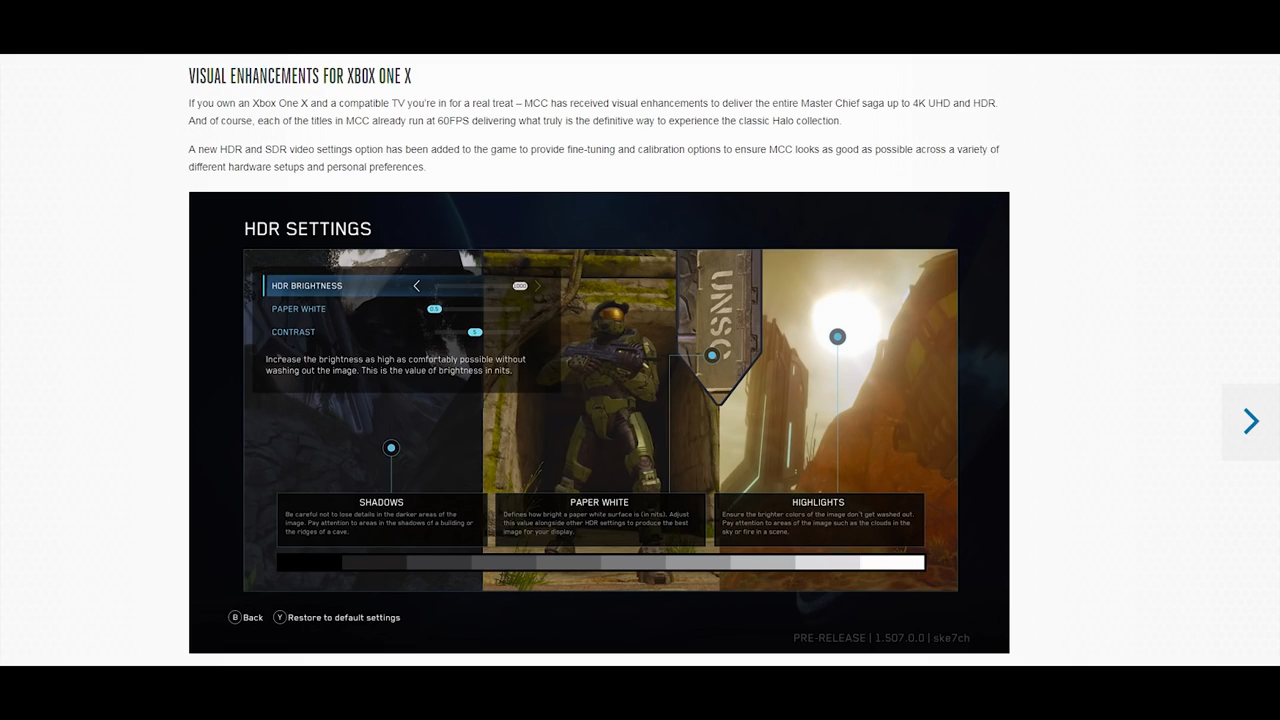 VISUAL ENHANCEMENTS FOR XBOX ONE X
If you own an Xbox One X and a compatible TV you're in for a real treat – MCC has received visual enhancements to deliver the entire Master Chief saga up to 4K UHD and HDR.
And of course, each of the titles in MCC already run at 60FPS delivering what truly is the definitive way to experience the classic Halo collection.
A new HDR and SDR video settings option has been added to the game to provide fine-tuning and calibration options to ensure MCC looks as good as possible across a variety of
different hardware setups and personal preferences.
HDR SETTINGS
HDR BRIGHTNESS
1000
PAPER WHITE
0.5
CONTRAST
5
Increase the brightness as high as comfortably possible without
washing out the image. This is the value of brightness in nits.
UNSC
SHADOWS
Be careful not to lose details in the darker areas of the
image. Pay attention to areas in the shadows of a building or
the ridges of a cave.
PAPER WHITE
Defines how bright a paper white surface is (in nits). Adjust
this value alongside other HDR settings to produce the best
image for your display.
HIGHLIGHTS
Ensure the brighter colors of the image don't get washed out.
Pay attention to areas of the image such as the clouds in the
sky or fire in a scene.
B Back Y Restore to default settings
PRE-RELEASE | 1.507.0.0 | ske7ch